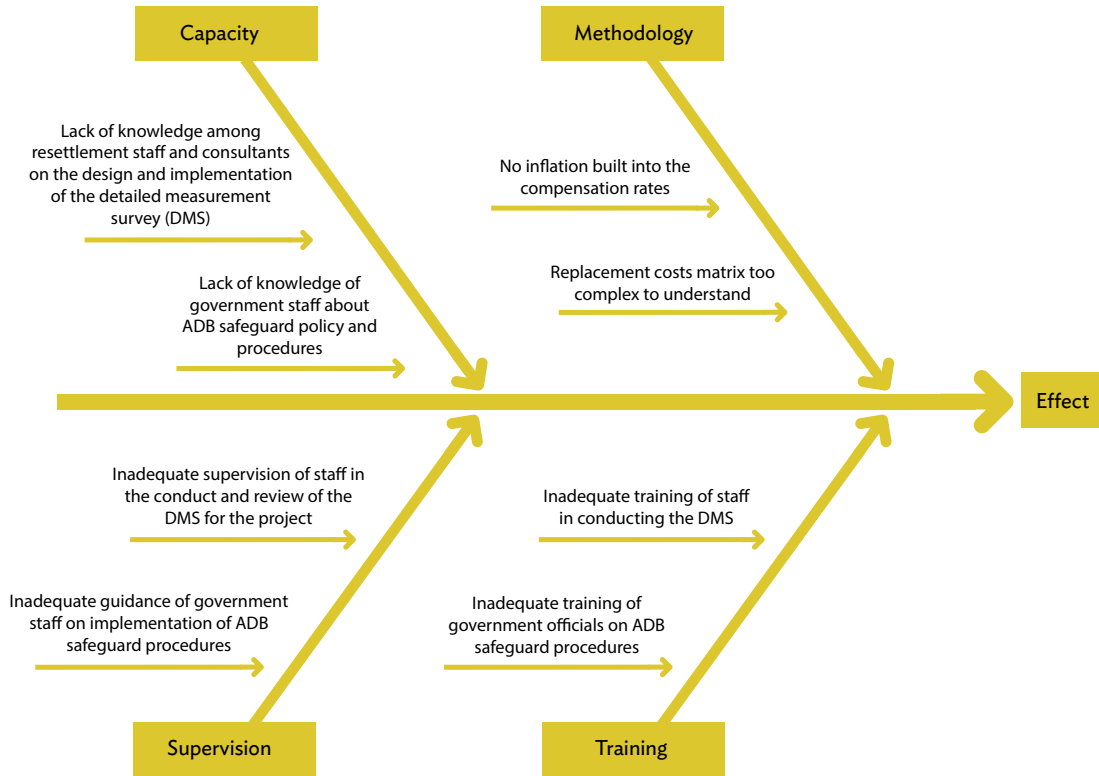 Capacity
Methodology
Lack of knowledge among
resettlement staff and consultants
on the design and implementation
of the detailed measurement
survey (DMS)
No inflation built into the
compensation rates
Lack of knowledge of
government staff about
ADB safeguard policy and
procedures
Replacement costs matrix too
complex to understand
Effect
Inadequate supervision of staff in
the conduct and review of the
DMS for the project
Inadequate training of staff
in conducting the DMS
Inadequate guidance of government
staff on implementation of ADB
safeguard procedures
Inadequate training of
government officials on ADB
safeguard procedures
Supervision
Training